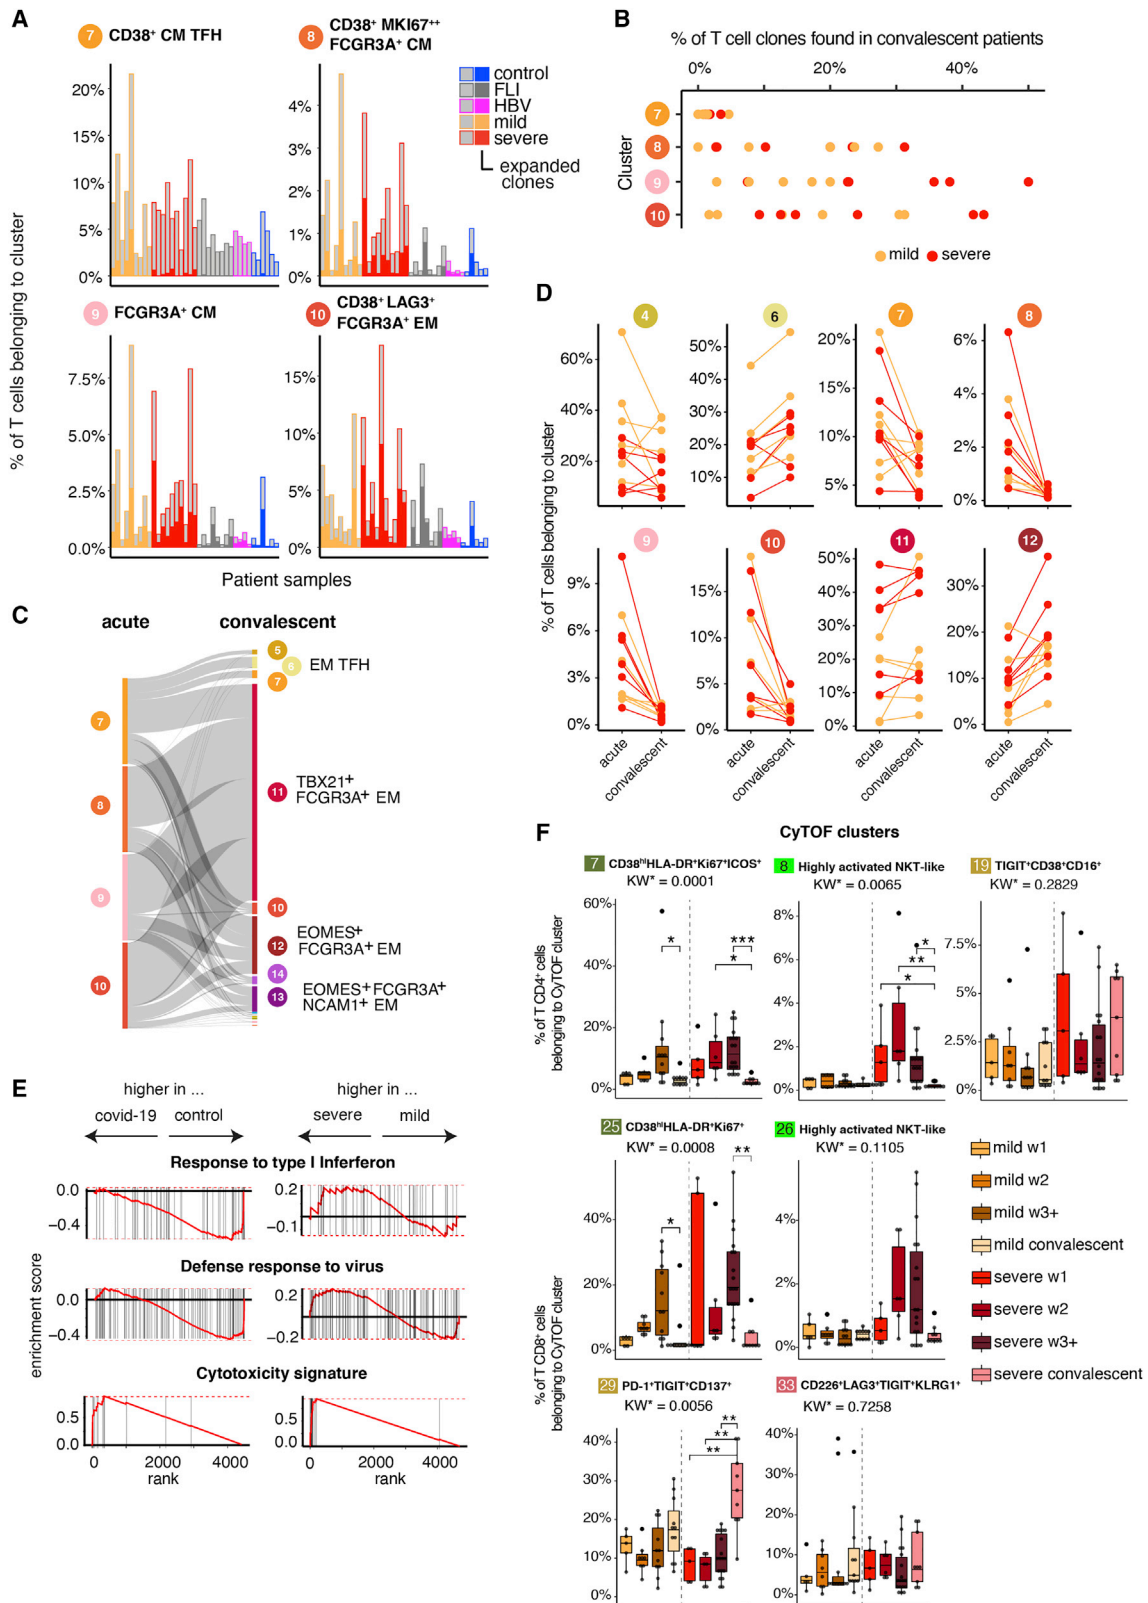 A
7 CD38+ CM TFH
8 CD38+ MKI67++ FCGR3A+ CM
20%
15%
10%
5%
0%
4%
3%
2%
1%
0%
control
FLI
HBV
mild
severe
expanded clones
9 FCGR3A+ CM
10 CD38+ LAG3+ FCGR3A+ EM
7.5%
5.0%
2.5%
0.0%
15%
10%
5%
0%
% of T cells belonging to cluster
Patient samples
B
% of T cell clones found in convalescent patients
0% 20% 40%
Cluster
7
8
9
10
mild severe
C
acute convalescent
7
8
9
10
5
6 EM TFH
7
11 TBX21+ FCGR3A+ EM
10
12 EOMES+ FCGR3A+ EM
14
13 EOMES+FCGR3A+ NCAM1+ EM
D
% of T cells belonging to cluster
4 6 7 8
60%
40%
20%
50%
40%
30%
20%
10%
20%
15%
10%
5%
6%
4%
2%
0%
9 10 11 12
9%
6%
3%
0%
15%
10%
5%
0%
50%
40%
30%
20%
10%
0%
30%
20%
10%
0%
acute convalescent acute convalescent acute convalescent acute convalescent
E
higher in ... higher in ...
covid-19 control severe mild
Response to type I Inferferon
0.0
-0.4
0.2
-0.1
Defense response to virus
0.0
-0.4
0.2
-0.2
Cytotoxicity signature
0.5
0.0
0.5
0.0
0 2000 4000
rank
0 2000 4000
rank
enrichment score
F
CyTOF clusters
7 CD38hiHLA-DR+Ki67+ICOS+
KW* = 0.0001
8 Highly activated NKT-like
KW* = 0.0065
19 TIGIT+CD38+CD16+
KW* = 0.2829
% of T CD4+ cells belonging to CyTOF cluster
60%
40%
20%
0%
* * ***
8%
6%
4%
2%
0%
* ** *
7.5%
5%
2.5%
0%
25 CD38hiHLA-DR+Ki67+
KW* = 0.0008
26 Highly activated NKT-like
KW* = 0.1105
% of T CD8+ cells belonging to CyTOF cluster
40%
20%
0%
* **
4%
2%
0%
mild w1
mild w2
mild w3+
mild convalescent
severe w1
severe w2
severe w3+
severe convalescent
29 PD-1+TIGIT+CD137+
KW* = 0.0056
33 CD226+LAG3+TIGIT+KLRG1+
KW* = 0.7258
40%
30%
20%
10%
0%
** ** **
40%
30%
20%
10%
0%